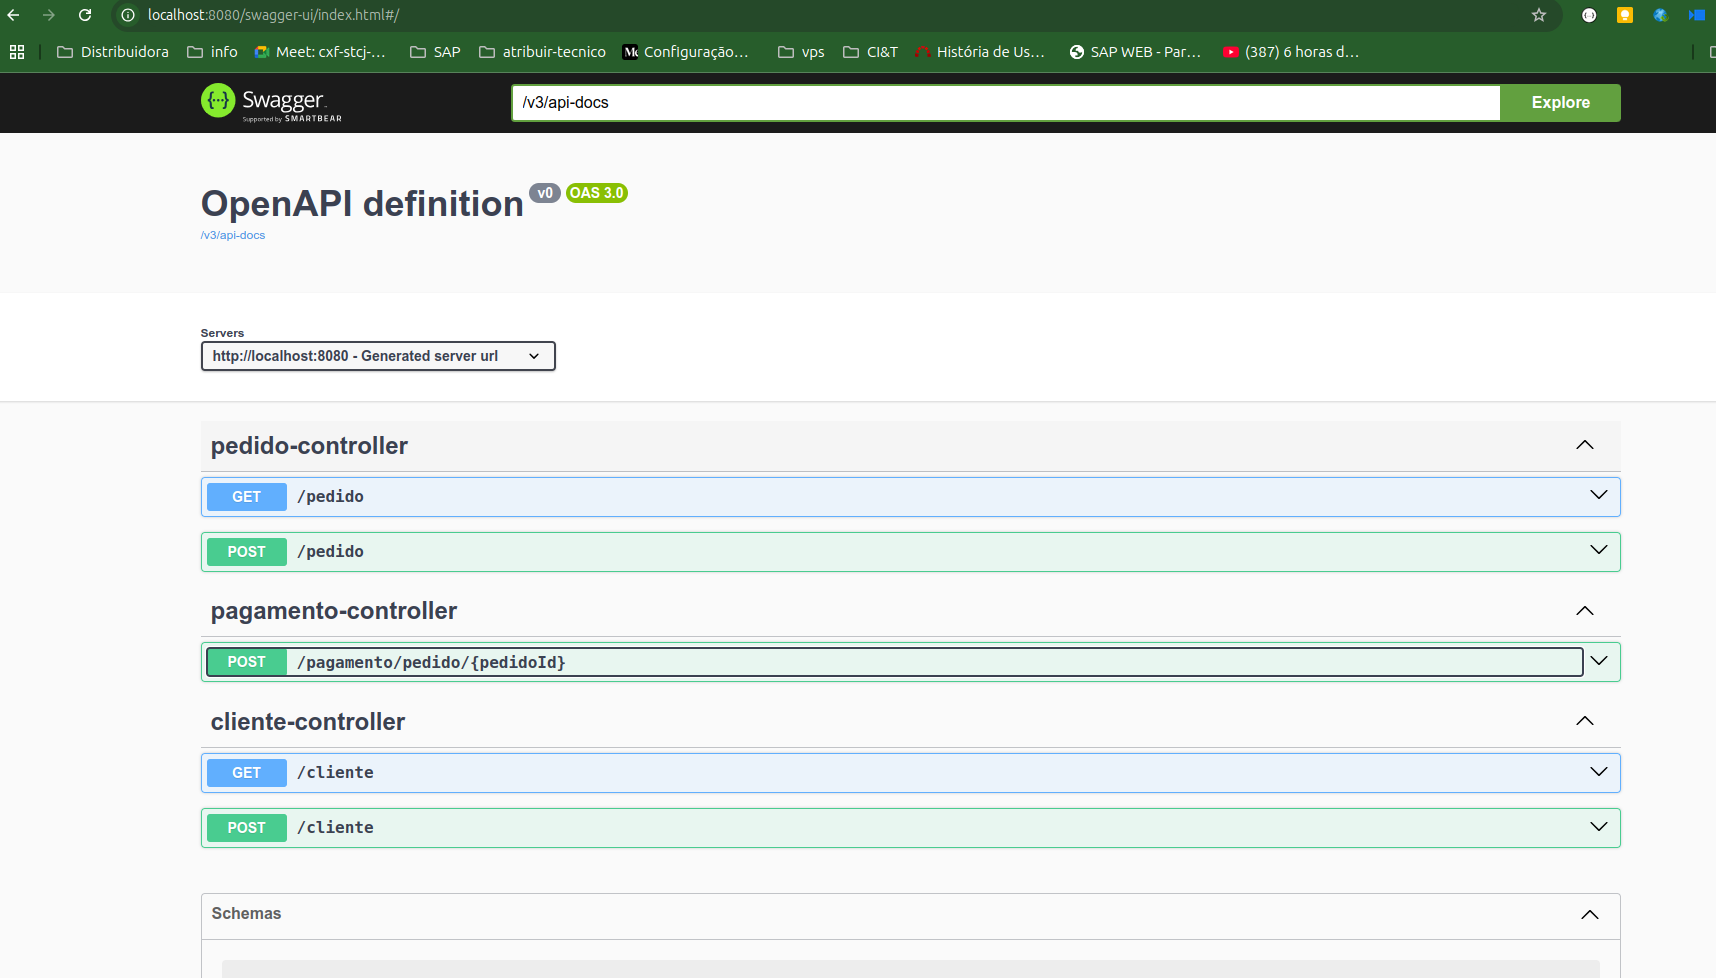 localhost:8080/swagger-ui/index.html#/
Distribuidora info Meet: cxf-stcj-... SAP atribuir-tecnico Configuração... vps CI&T História de Us... SAP WEB - Par... (387) 6 horas d...
Swagger
Supported by SMARTBEAR
/v3/api-docs
Explore
OpenAPI definition v0 OAS 3.0
/v3/api-docs
Servers
http://localhost:8080 - Generated server url
pedido-controller
GET /pedido
POST /pedido
pagamento-controller
POST /pagamento/pedido/{pedidoId}
cliente-controller
GET /cliente
POST /cliente
Schemas